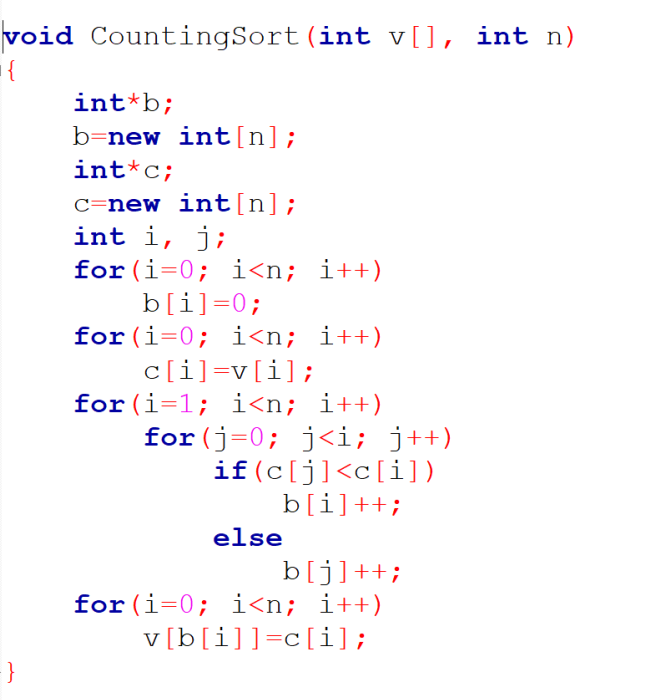 void CountingSort(int v[], int n)
{
    int*b;
    b=new int[n];
    int*c;
    c=new int[n];
    int i, j;
    for(i=0; i<n; i++)
        b[i]=0;
    for(i=0; i<n; i++)
        c[i]=v[i];
    for(i=1; i<n; i++)
        for(j=0; j<i; j++)
            if(c[j]<c[i])
                b[i]++;
            else
                b[j]++;
    for(i=0; i<n; i++)
        v[b[i]]=c[i];
}